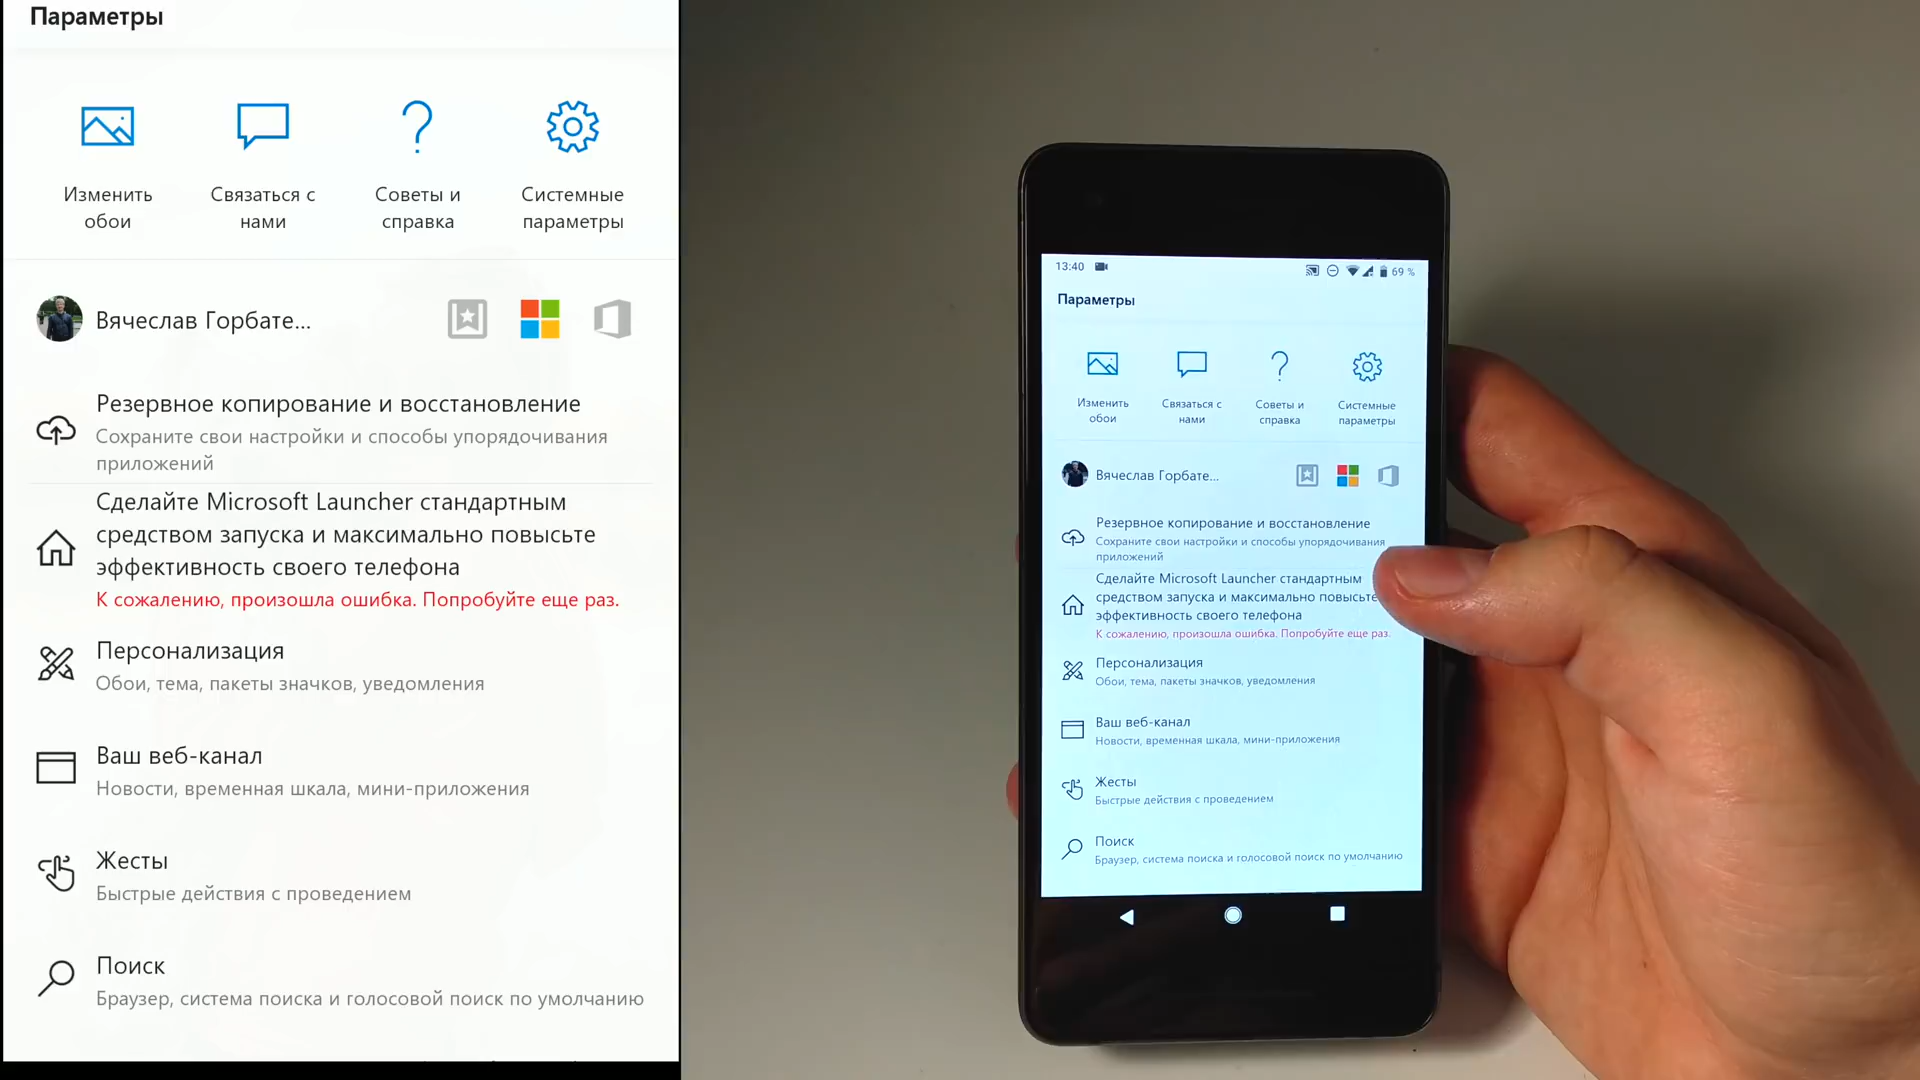 Параметры
Изменить
обои
Связаться с
нами
Советы и
справка
Системные
параметры
Вячеслав Горбате...
Резервное копирование и восстановление
Сохраните свои настройки и способы упорядочивания
приложений
Сделайте Microsoft Launcher стандартным
средством запуска и максимально повысьте
эффективность своего телефона
К сожалению, произошла ошибка. Попробуйте еще раз.
Персонализация
Обои, тема, пакеты значков, уведомления
Ваш веб-канал
Новости, временная шкала, мини-приложения
Жесты
Быстрые действия с проведением
Поиск
Браузер, система поиска и голосовой поиск по умолчанию
13:40
69 %
Параметры
Изменить
обои
Связаться с
нами
Советы и
справка
Системные
параметры
Вячеслав Горбате...
Резервное копирование и восстановление
Сохраните свои настройки и способы упорядочивания
приложений
Сделайте Microsoft Launcher стандартным
средством запуска и максимально повысьте
эффективность своего телефона
К сожалению, произошла ошибка. Попробуйте еще раз.
Персонализация
Обои, тема, пакеты значков, уведомления
Ваш веб-канал
Новости, временная шкала, мини-приложения
Жесты
Быстрые действия с проведением
Поиск
Браузер, система поиска и голосовой поиск по умолчанию